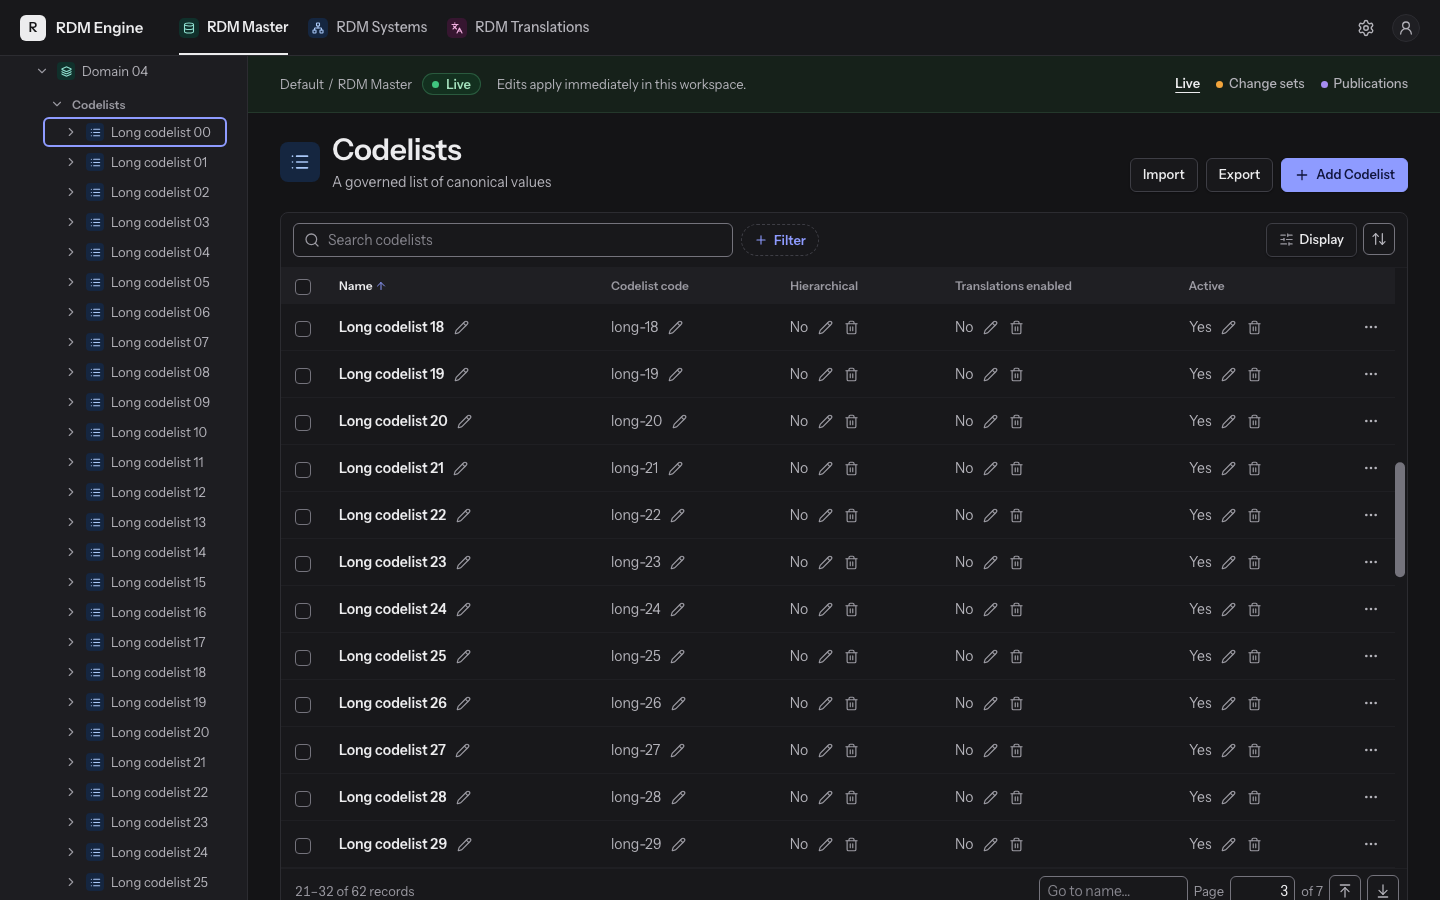 R RDM Engine RDM Master RDM Systems RDM Translations
Domain 04
Codelists
Long codelist 00
Long codelist 01
Long codelist 02
Long codelist 03
Long codelist 04
Long codelist 05
Long codelist 06
Long codelist 07
Long codelist 08
Long codelist 09
Long codelist 10
Long codelist 11
Long codelist 12
Long codelist 13
Long codelist 14
Long codelist 15
Long codelist 16
Long codelist 17
Long codelist 18
Long codelist 19
Long codelist 20
Long codelist 21
Long codelist 22
Long codelist 23
Long codelist 24
Long codelist 25
Default / RDM Master Live Edits apply immediately in this workspace. Live Change sets Publications
Codelists
A governed list of canonical values
Import Export + Add Codelist
Search codelists + Filter Display
Name ↑ Codelist code Hierarchical Translations enabled Active
Long codelist 18 long-18 No No Yes ...
Long codelist 19 long-19 No No Yes ...
Long codelist 20 long-20 No No Yes ...
Long codelist 21 long-21 No No Yes ...
Long codelist 22 long-22 No No Yes ...
Long codelist 23 long-23 No No Yes ...
Long codelist 24 long-24 No No Yes ...
Long codelist 25 long-25 No No Yes ...
Long codelist 26 long-26 No No Yes ...
Long codelist 27 long-27 No No Yes ...
Long codelist 28 long-28 No No Yes ...
Long codelist 29 long-29 No No Yes ...
21–32 of 62 records Go to name... Page 3 of 7